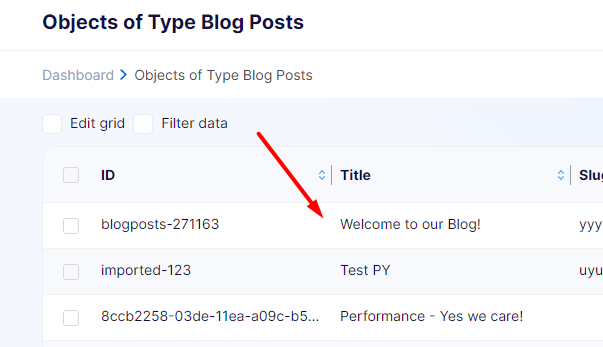 Objects of Type Blog Posts
Dashboard > Objects of Type Blog Posts
Edit grid Filter data
ID Title Slu
blogposts-271163 Welcome to our Blog! yyy
imported-123 Test PY uyu
8ccb2258-03de-11ea-a09c-b5... Performance - Yes we care!